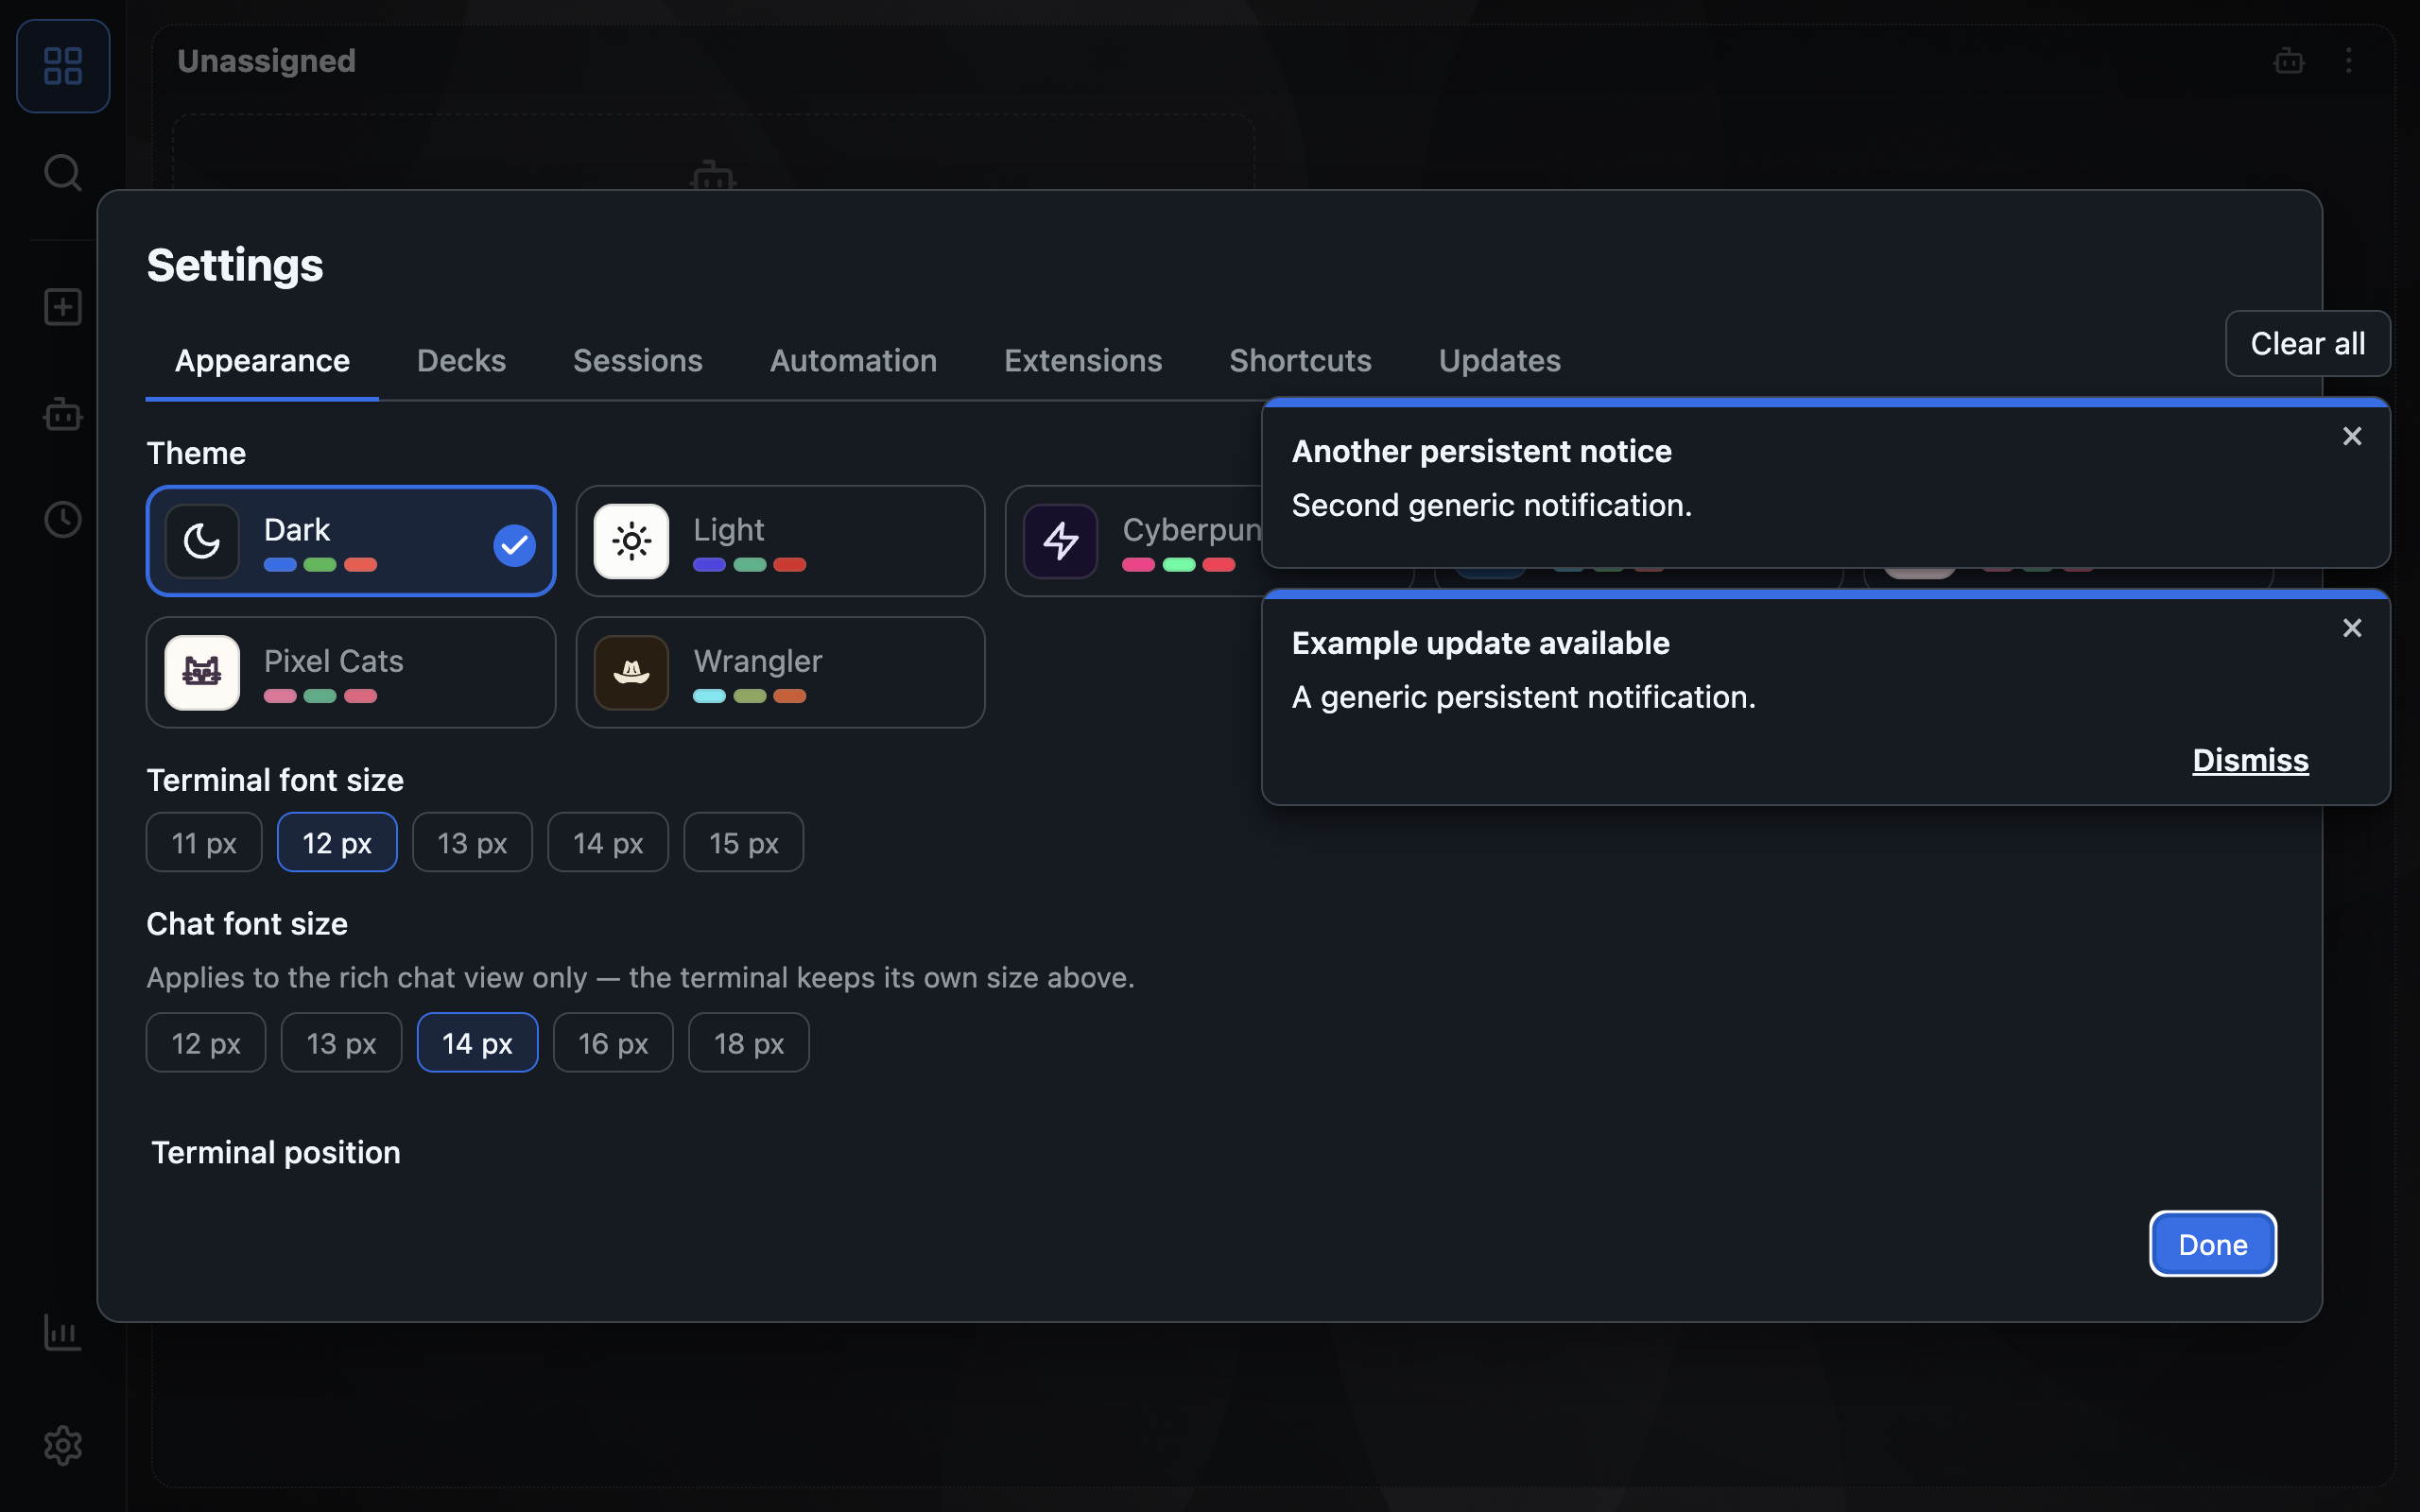 Unassigned
Settings
Clear all
Appearance
Decks
Sessions
Automation
Extensions
Shortcuts
Updates
Theme
Dark
Light
Another persistent notice
Second generic notification.
Pixel Cats
Wrangler
Example update available
A generic persistent notification.
Dismiss
Terminal font size
11 px
12 px
13 px
14 px
15 px
Chat font size
Applies to the rich chat view only — the terminal keeps its own size above.
12 px
13 px
14 px
16 px
18 px
Terminal position
Done